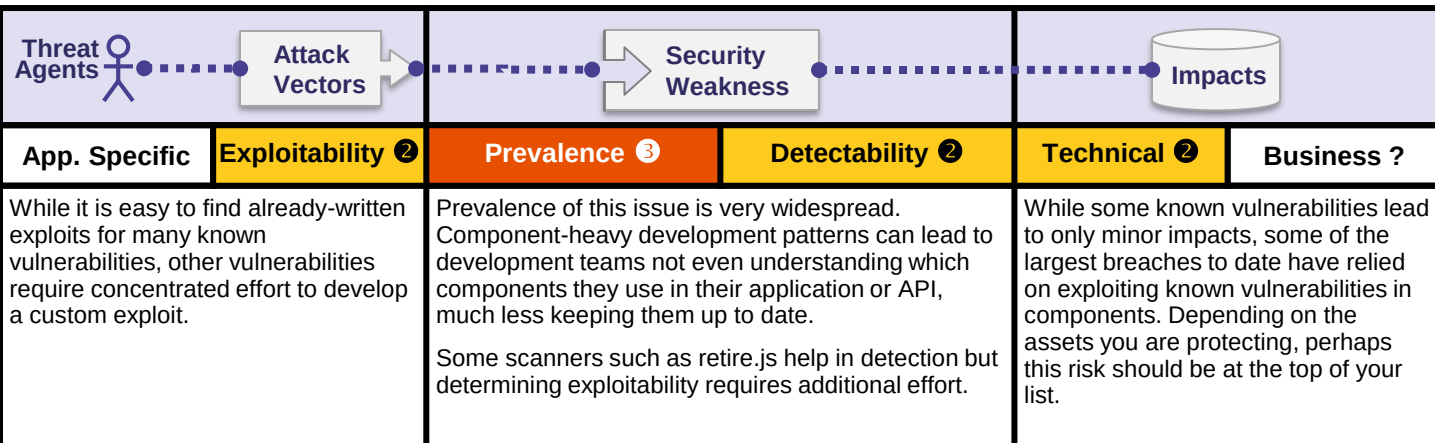 Threat
Agents
Attack
Vectors
Security
Weakness
Impacts
App. Specific
Exploitability ❷
Prevalence ❸
Detectability ❷
Technical ❷
Business ?
While it is easy to find already-written
exploits for many known
vulnerabilities, other vulnerabilities
require concentrated effort to develop
a custom exploit.
Prevalence of this issue is very widespread.
Component-heavy development patterns can lead to
development teams not even understanding which
components they use in their application or API,
much less keeping them up to date.
Some scanners such as retire.js help in detection but
determining exploitability requires additional effort.
While some known vulnerabilities lead
to only minor impacts, some of the
largest breaches to date have relied
on exploiting known vulnerabilities in
components. Depending on the
assets you are protecting, perhaps
this risk should be at the top of your
list.